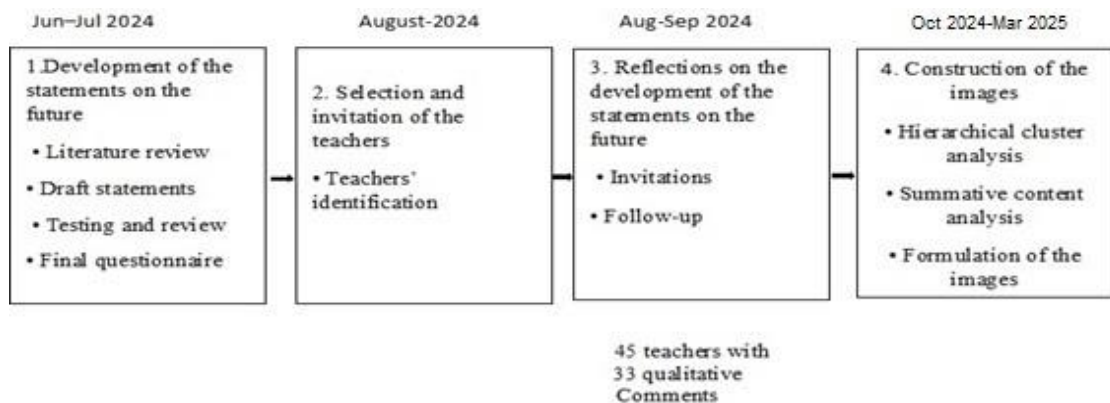 Jun–Jul 2024
August-2024
Aug-Sep 2024
Oct 2024-Mar 2025
1.Development of the
statements on the
future
• Literature review
• Draft statements
• Testing and review
• Final questionnaire
2. Selection and
invitation of the
teachers
• Teachers'
identification
3. Reflections on the
development of the
statements on the
future
• Invitations
• Follow-up
4. Construction of the
images
• Hierarchical cluster
analysis
• Summative content
analysis
• Formulation of the
images
45 teachers with
33 qualitative
Comments